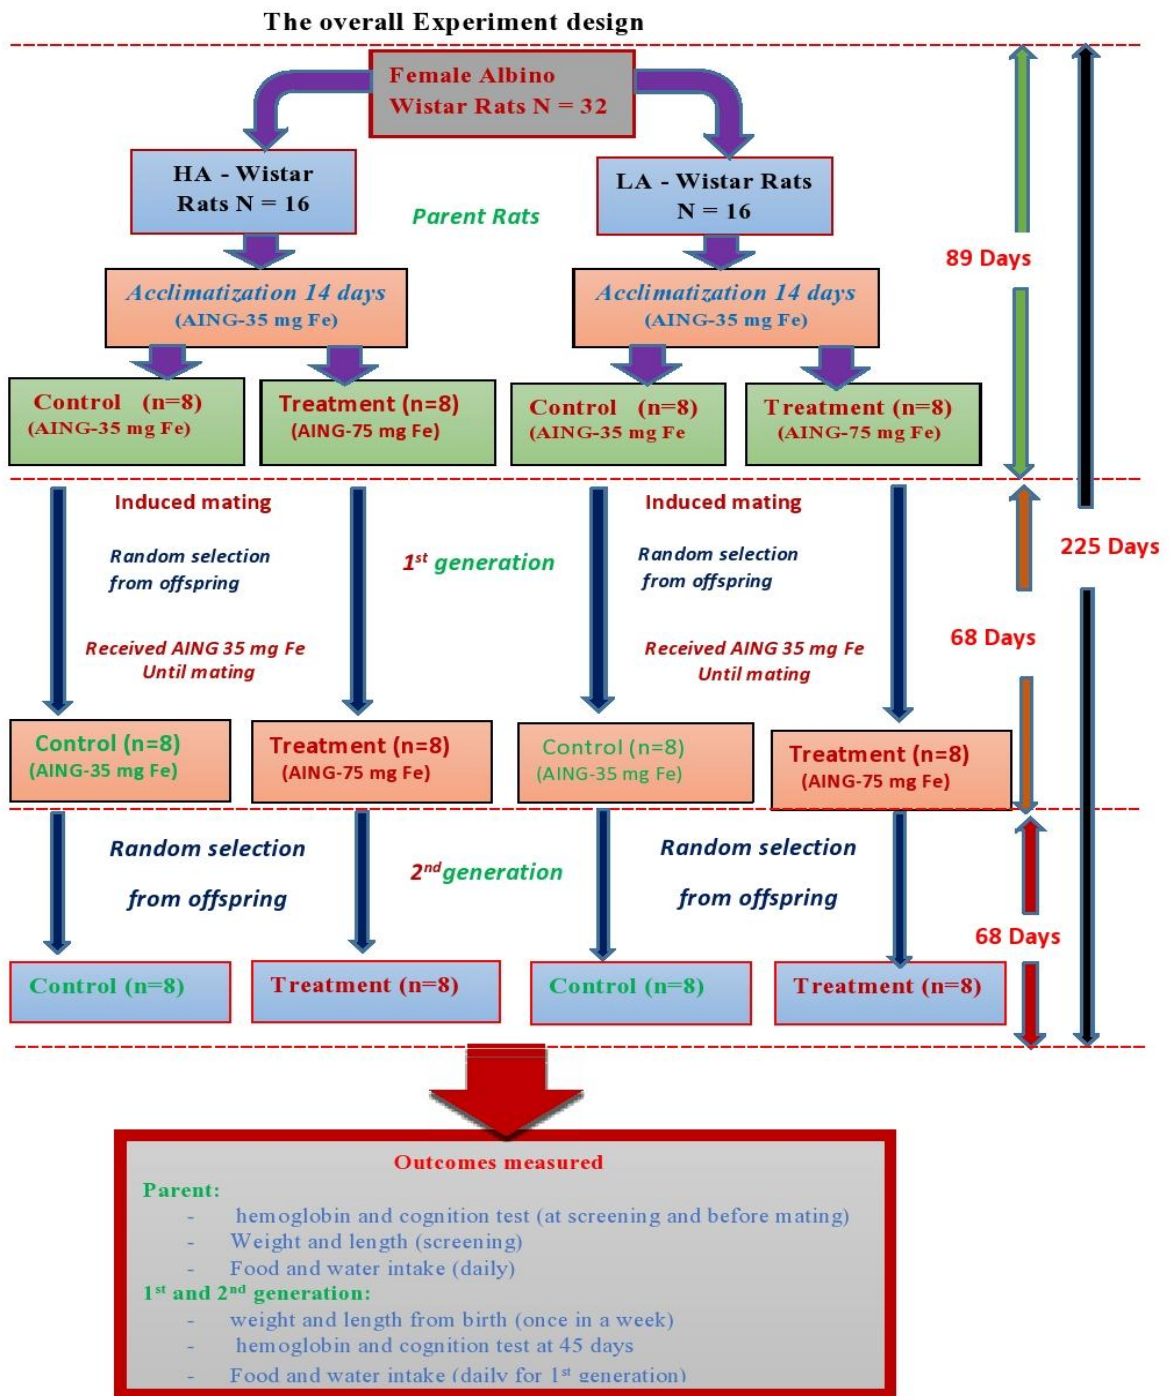 The overall Experiment design
Female Albino
Wistar Rats N = 32
HA - Wistar
Rats N = 16
LA - Wistar Rats
N = 16
Parent Rats
89 Days
Acclimatization 14 days
(AING-35 mg Fe)
Acclimatization 14 days
(AING-35 mg Fe)
Control (n=8)
(AING-35 mg Fe)
Treatment (n=8)
(AING-75 mg Fe)
Control (n=8)
(AING-35 mg Fe
Treatment (n=8)
(AING-75 mg Fe)
Induced mating
Induced mating
225 Days
Random selection
from offspring
1st generation
Random selection
from offspring
68 Days
Received AING 35 mg Fe
Until mating
Received AING 35 mg Fe
Until mating
Control (n=8)
(AING-35 mg Fe)
Treatment (n=8)
(AING-75 mg Fe)
Control (n=8)
(AING-35 mg Fe)
Treatment (n=8)
(AING-75 mg Fe)
Random selection
from offspring
2nd generation
Random selection
from offspring
68 Days
Control (n=8)
Treatment (n=8)
Control (n=8)
Treatment (n=8)
Outcomes measured
Parent:
- hemoglobin and cognition test (at screening and before mating)
- Weight and length (screening)
- Food and water intake (daily)
1st and 2nd generation:
- weight and length from birth (once in a week)
- hemoglobin and cognition test at 45 days
- Food and water intake (daily for 1st generation)